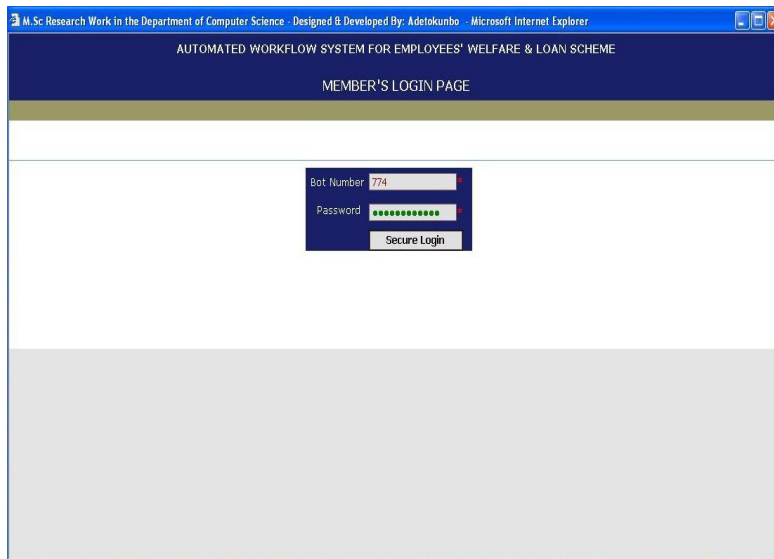 M.Sc Research Work in the Department of Computer Science - Designed & Developed By: Adetokunbo - Microsoft Internet Explorer
AUTOMATED WORKFLOW SYSTEM FOR EMPLOYEES' WELFARE & LOAN SCHEME
MEMBER'S LOGIN PAGE
Bot Number 774 *
Password ●●●●●●●●●●●● *
Secure Login